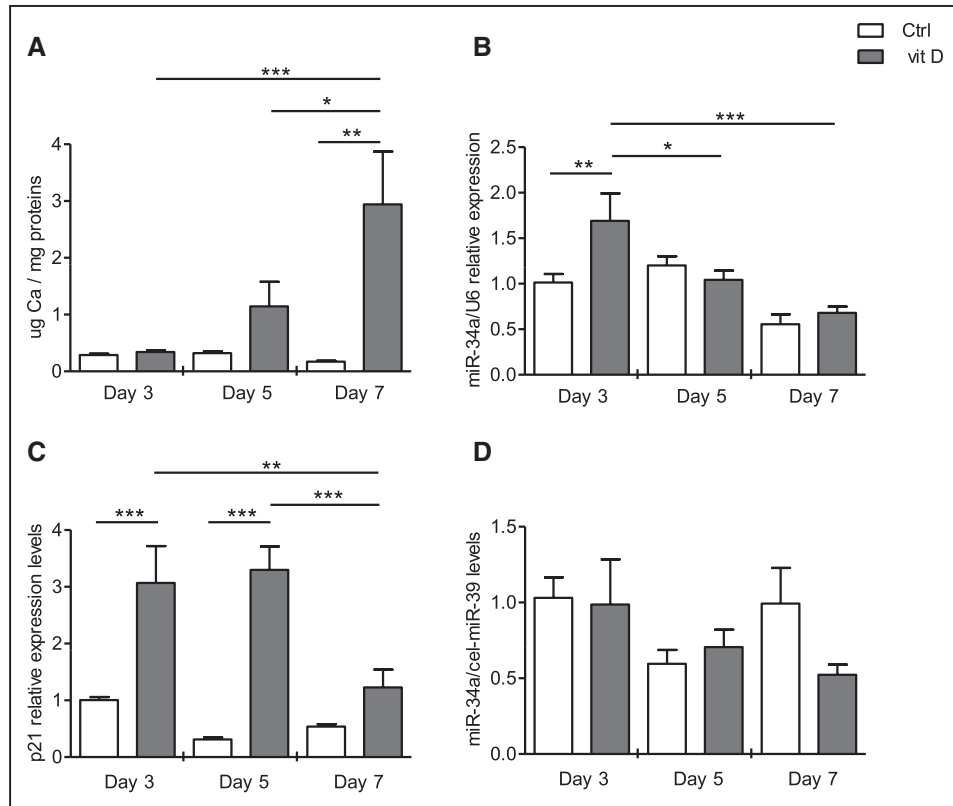 Ctrl
vit D
A
***
*
**
ug Ca / mg proteins
4
3
2
1
0
Day 3 Day 5 Day 7
B
***
*
**
miR-34a/U6 relative expression
2.5
2.0
1.5
1.0
0.5
0.0
Day 3 Day 5 Day 7
C
**
***
*** ***
p21 relative expression levels
4
3
2
1
0
Day 3 Day 5 Day 7
D
miR-34a/cel-miR-39 levels
1.5
1.0
0.5
0.0
Day 3 Day 5 Day 7